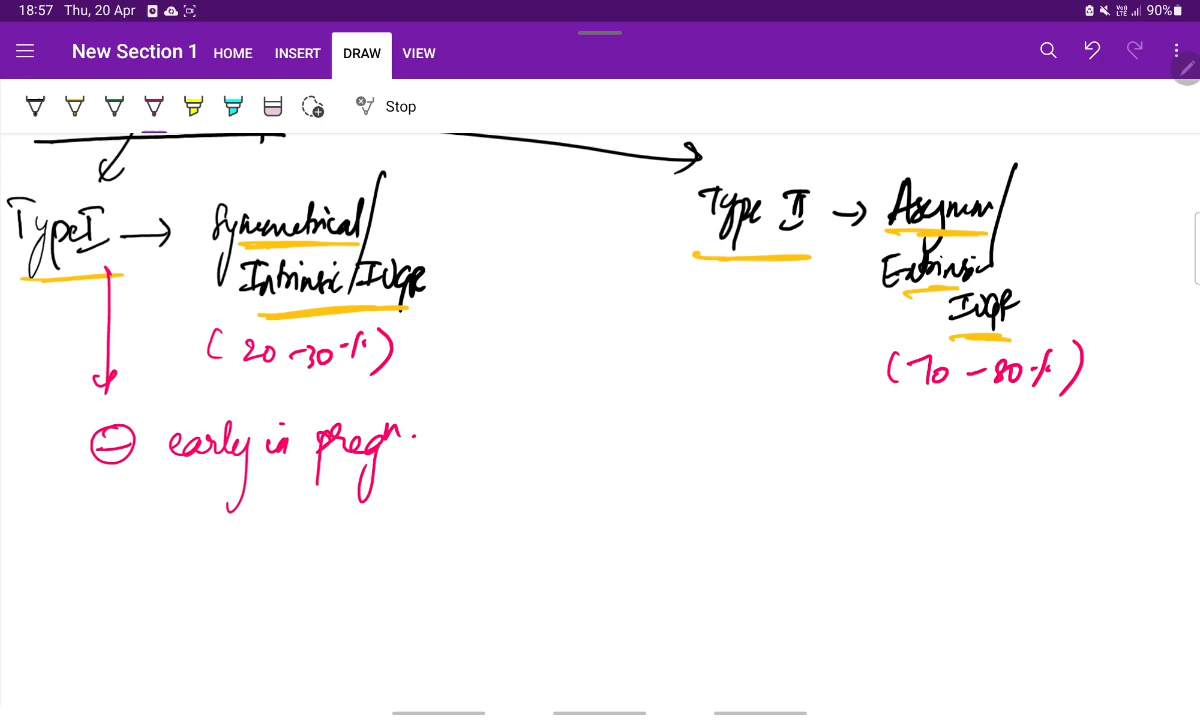 18:57 Thu, 20 Apr
90%
New Section 1 HOME INSERT DRAW VIEW
Stop
Type I → Symmetrical/
Intrinsic/IUGR
(20-30%)
⊖ early in pregn.
Type II → Asymm/
Extrinsic
IUGR
(70-80%)